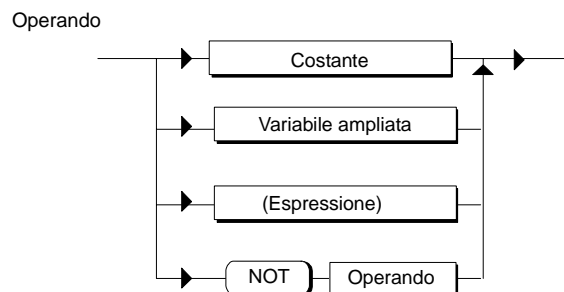 Operando
Costante
Variabile ampliata
(Espressione)
NOT Operando